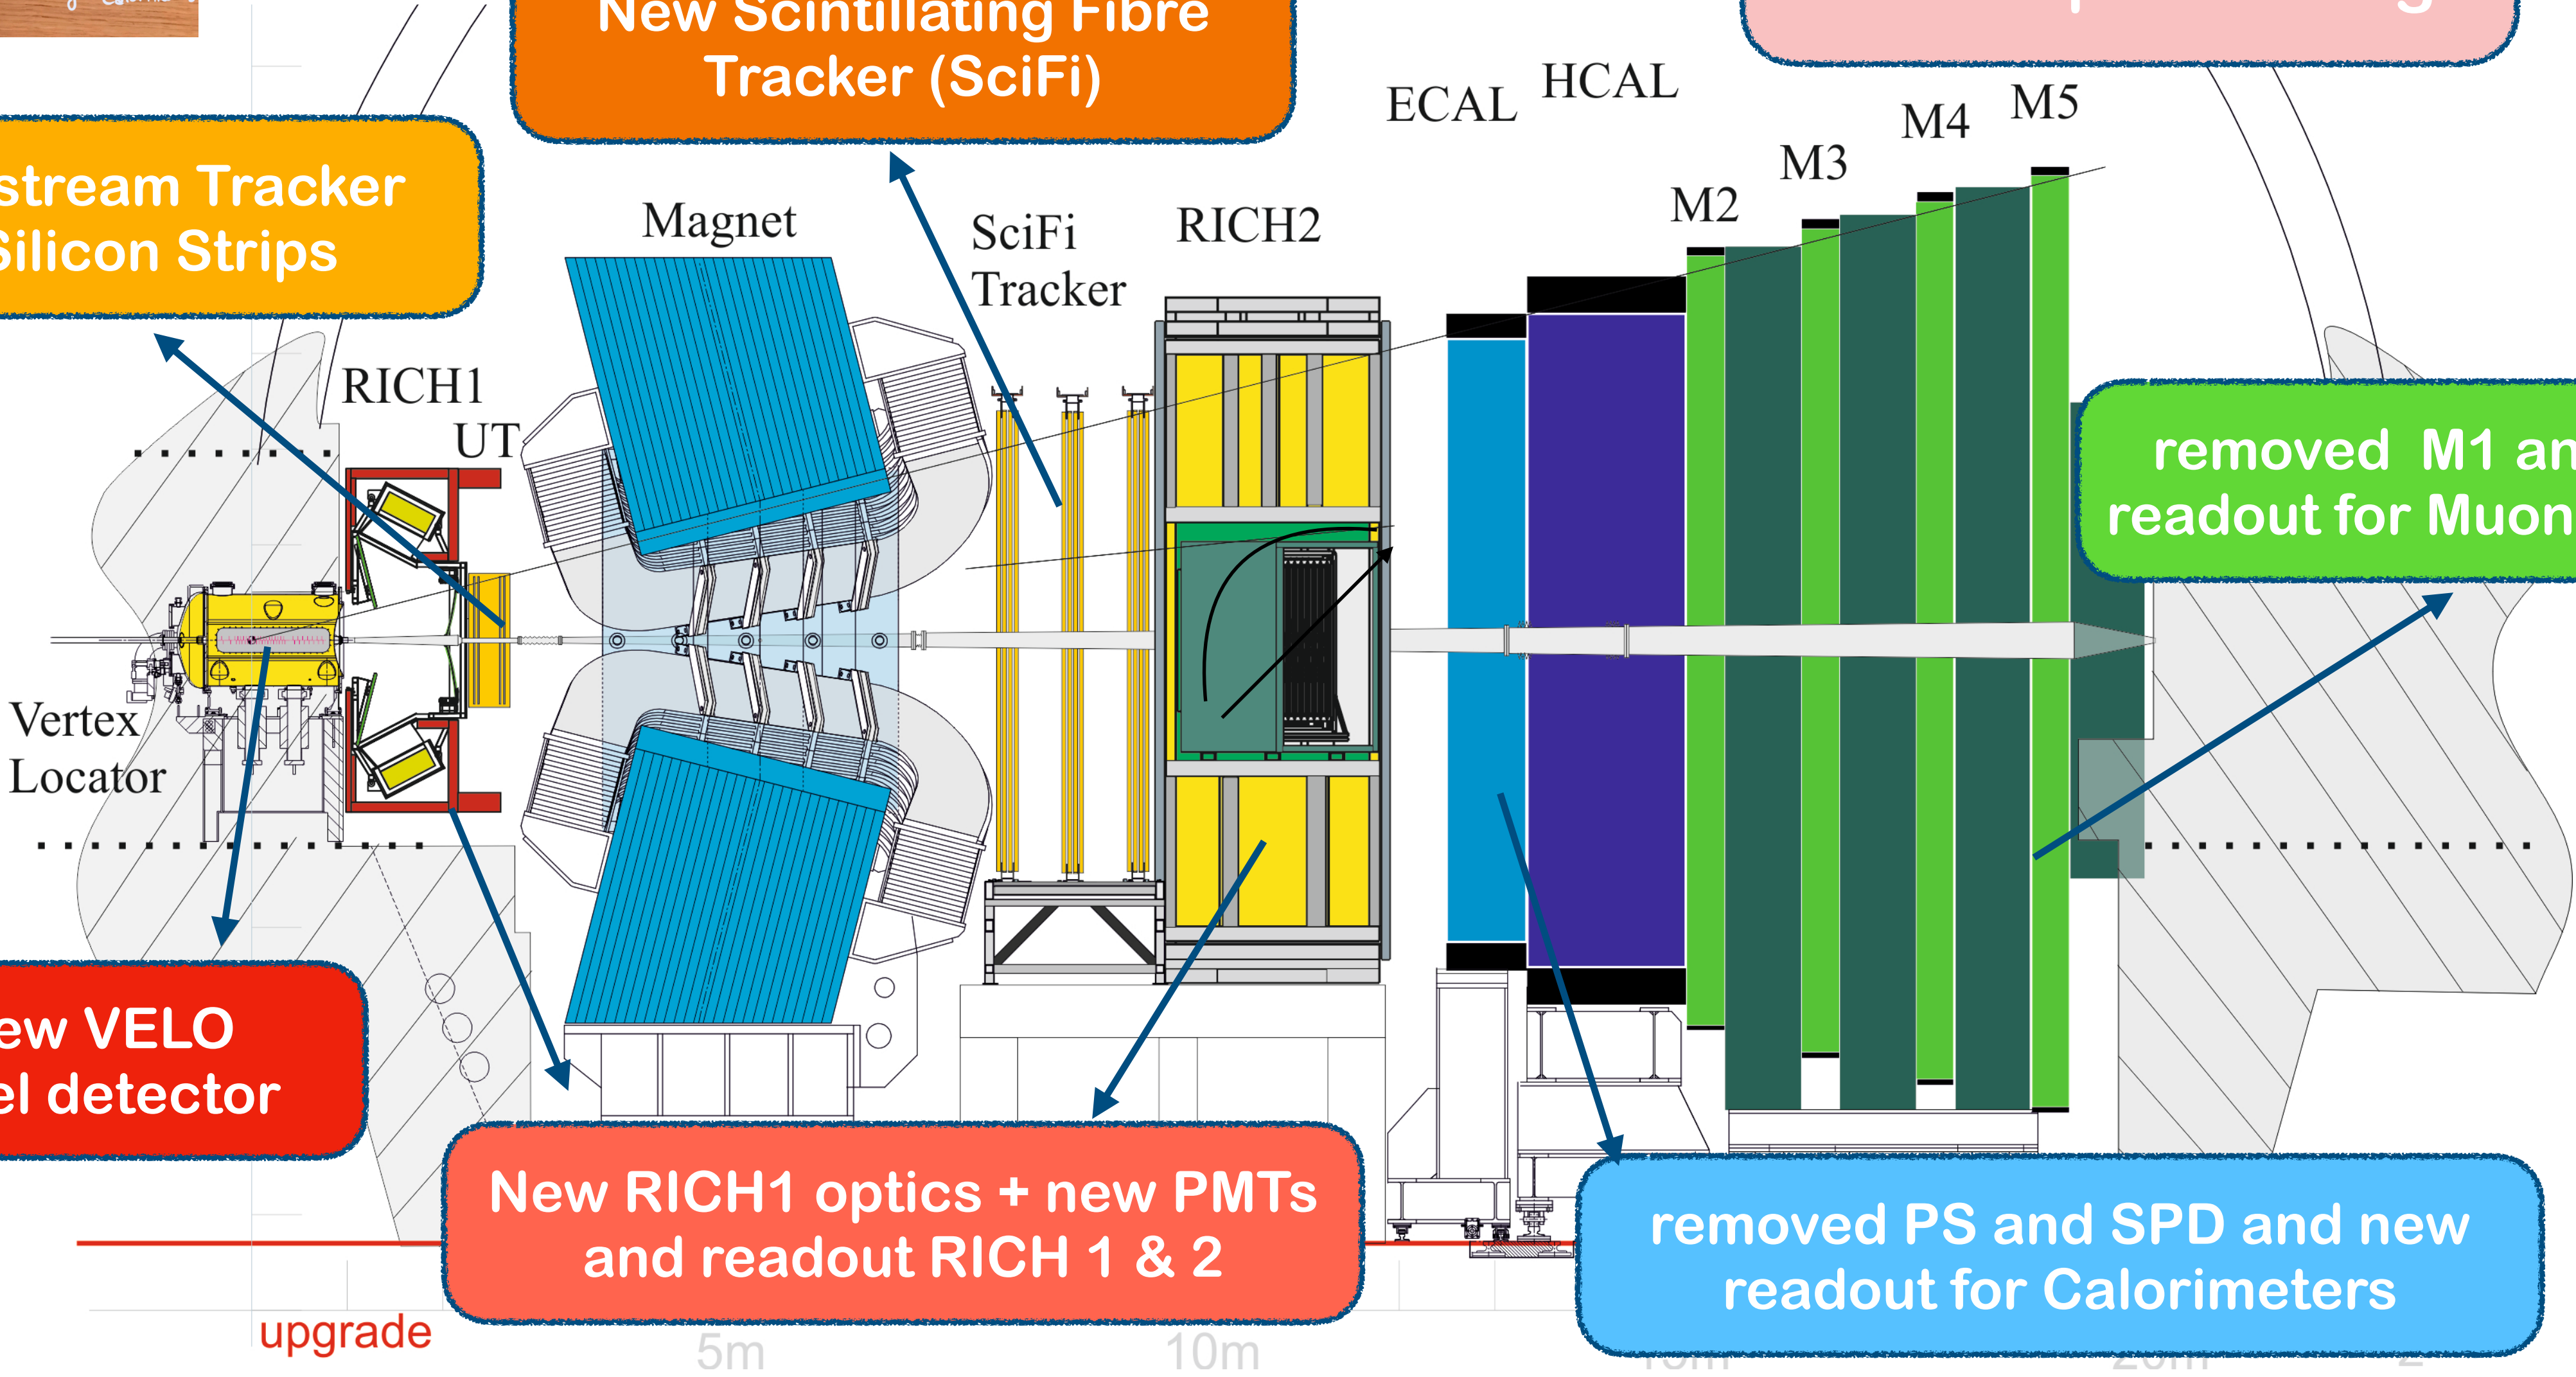 New Scintillating Fibre
Tracker (SciFi)
ECAL
HCAL
M2
M3
M4
M5
stream Tracker
Silicon Strips
Magnet
SciFi
Tracker
RICH2
RICH1
UT
removed M1 an
readout for Muon
Vertex
Locator
ew VELO
el detector
New RICH1 optics + new PMTs
and readout RICH 1 & 2
removed PS and SPD and new
readout for Calorimeters
upgrade
5m
10m